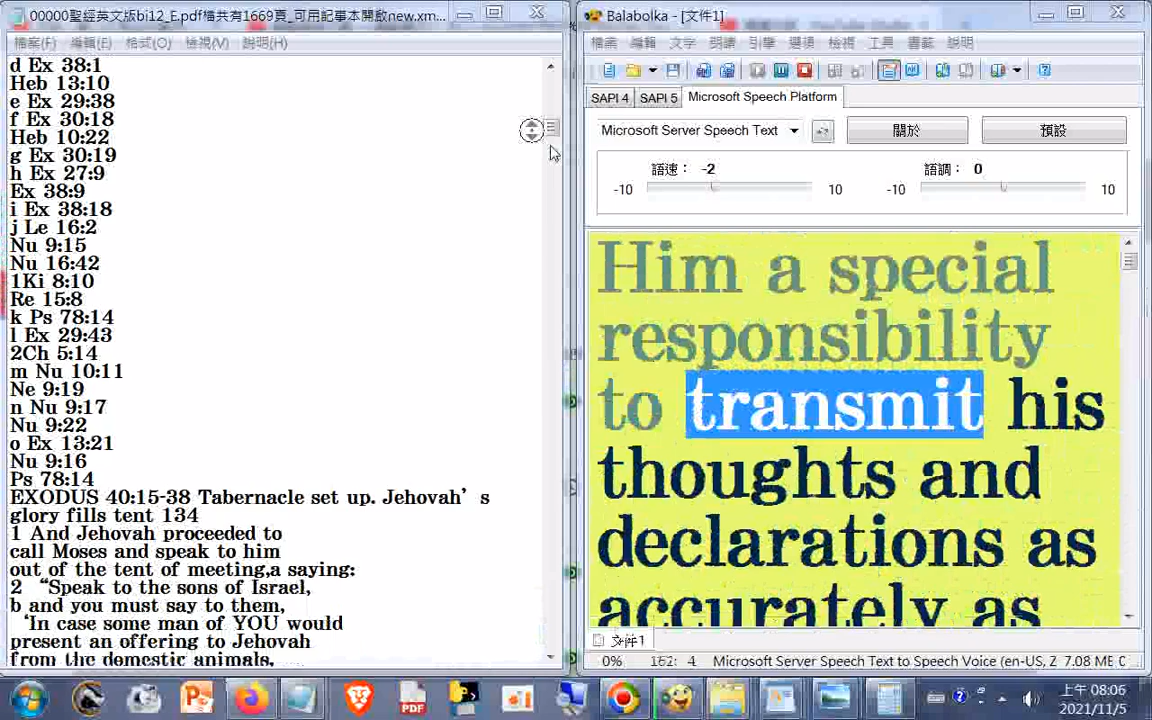 00000聖經英文版bi12_E.pdf檔共有1669頁_可用記事本開啟new.xm...
檔案(F) 編輯(E) 格式(O) 檢視(V) 說明(H)
d Ex 38:1
Heb 13:10
e Ex 29:38
f Ex 30:18
Heb 10:22
g Ex 30:19
h Ex 27:9
Ex 38:9
i Ex 38:18
j Le 16:2
Nu 9:15
Nu 16:42
1Ki 8:10
Re 15:8
k Ps 78:14
l Ex 29:43
2Ch 5:14
m Nu 10:11
Ne 9:19
n Nu 9:17
Nu 9:22
o Ex 13:21
Nu 9:16
Ps 78:14
EXODUS 40:15-38 Tabernacle set up. Jehovah’s
glory fills tent 134
1 And Jehovah proceeded to
call Moses and speak to him
out of the tent of meeting,a saying:
2 “Speak to the sons of Israel,
b and you must say to them,
‘In case some man of YOU would
present an offering to Jehovah
from the domestic animals,
Balabolka - [文件1]
檔案 編輯 文字 朗讀 引擎 選項 檢視 工具 書籤 說明
SAPI 4 SAPI 5 Microsoft Speech Platform
Microsoft Server Speech Text 關於 預設
語速： -2 語調： 0
-10 10 -10 10
Him a special
responsibility
to transmit his
thoughts and
declarations as
accurately as
文件1
0% 162: 4 Microsoft Server Speech Text to Speech Voice (en-US, Z 7.08 ME C
PDF
上午 08:06
2021/11/5